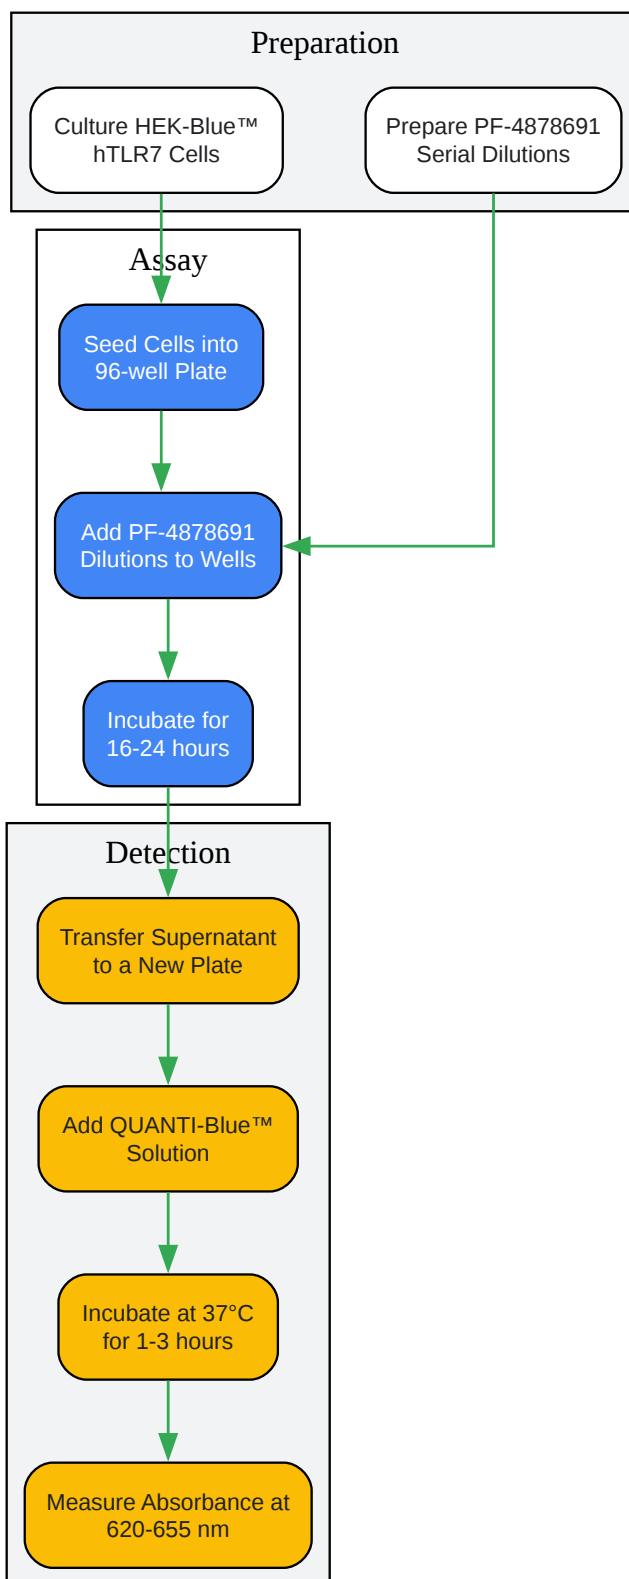 Preparation
Culture HEK-Blue™
hTLR7 Cells
Prepare PF-4878691
Serial Dilutions
Assay
Seed Cells into
96-well Plate
Add PF-4878691
Dilutions to Wells
Incubate for
16-24 hours
Detection
Transfer Supernatant
to a New Plate
Add QUANTI-Blue™
Solution
Incubate at 37°C
for 1-3 hours
Measure Absorbance at
620-655 nm